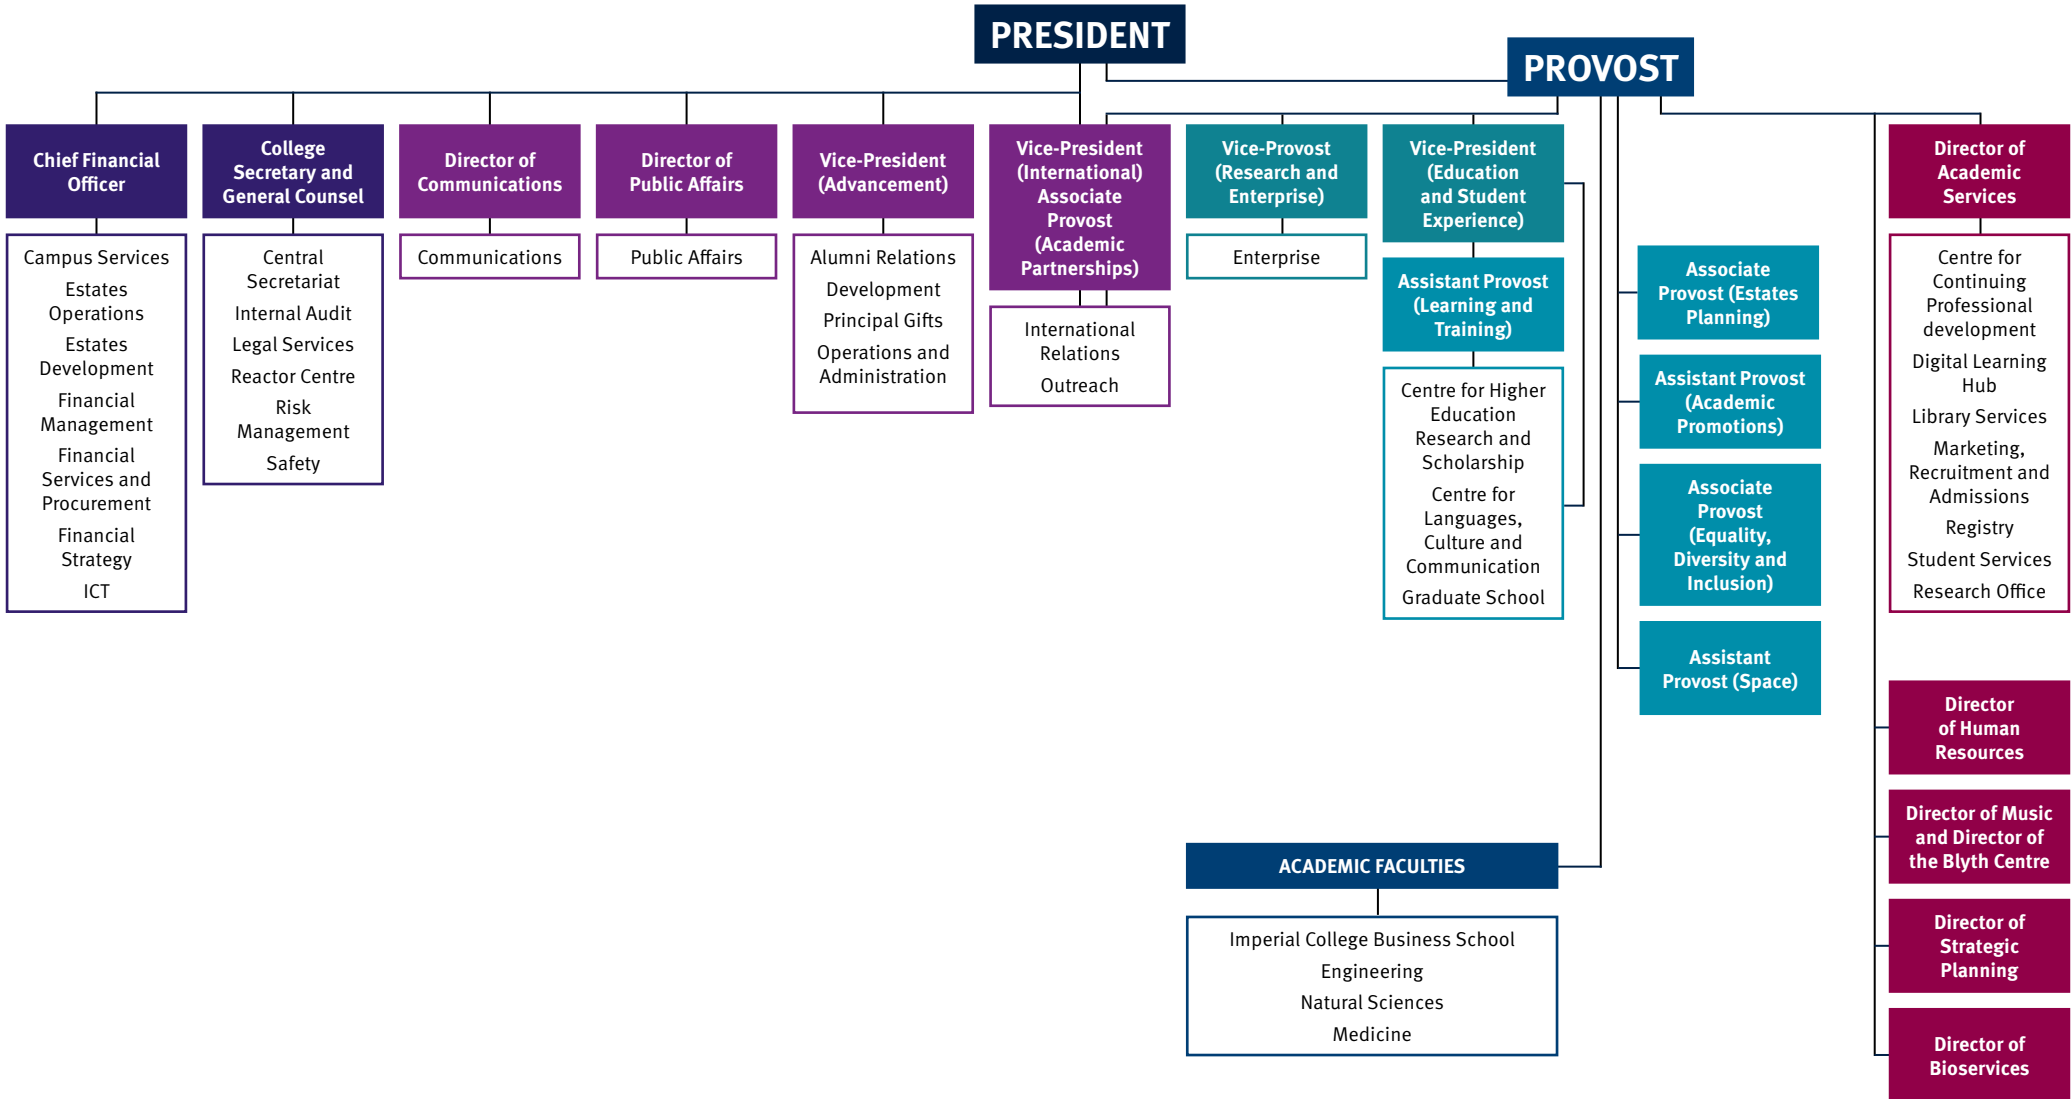 PRESIDENT
PROVOST
Chief Financial
Officer
Campus Services
Estates
Operations
Estates
Development
Financial
Management
Financial
Services and
Procurement
Financial
Strategy
ICT
College
Secretary and
General Counsel
Central
Secretariat
Internal Audit
Legal Services
Reactor Centre
Risk
Management
Safety
Director of
Communications
Communications
Director of
Public Affairs
Public Affairs
Vice-President
(Advancement)
Alumni Relations
Development
Principal Gifts
Operations and
Administration
Vice-President
(International)
Associate
Provost
(Academic
Partnerships)
International
Relations
Outreach
Vice-Provost
(Research and
Enterprise)
Enterprise
Vice-President
(Education
and Student
Experience)
Assistant Provost
(Learning and
Training)
Centre for Higher
Education
Research and
Scholarship
Centre for
Languages,
Culture and
Communication
Graduate School
Associate
Provost (Estates
Planning)
Assistant Provost
(Academic
Promotions)
Associate
Provost
(Equality,
Diversity and
Inclusion)
Assistant
Provost (Space)
Director of
Academic
Services
Centre for
Continuing
Professional
development
Digital Learning
Hub
Library Services
Marketing,
Recruitment and
Admissions
Registry
Student Services
Research Office
Director
of Human
Resources
Director of Music
and Director of
the Blyth Centre
Director of
Strategic
Planning
Director of
Bioservices
ACADEMIC FACULTIES
Imperial College Business School
Engineering
Natural Sciences
Medicine